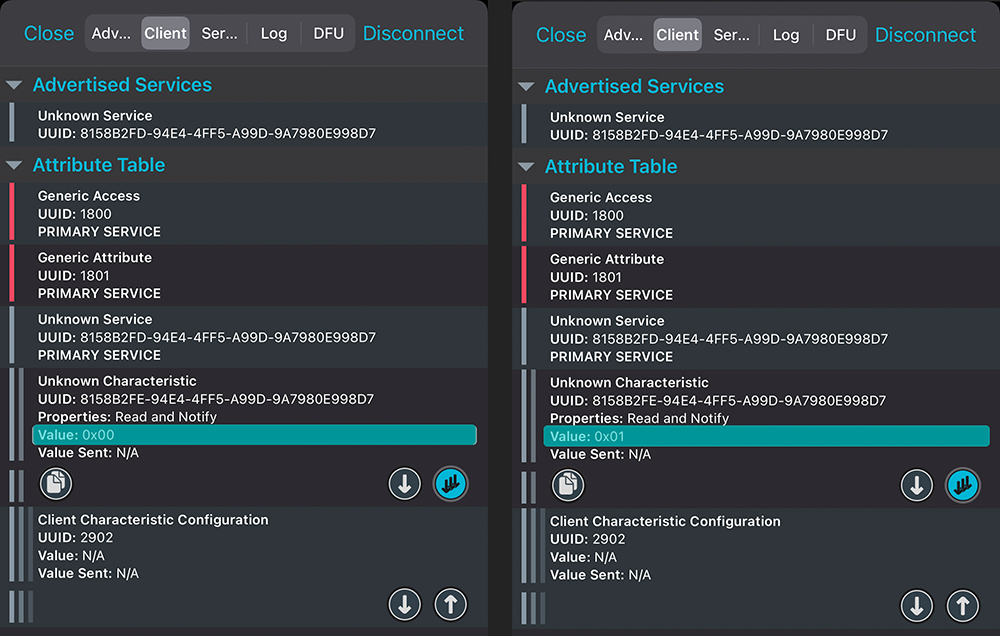 Close Adv... Client Ser... Log DFU Disconnect
Advertised Services
Unknown Service
UUID: 8158B2FD-94E4-4FF5-A99D-9A7980E998D7
Attribute Table
Generic Access
UUID: 1800
PRIMARY SERVICE
Generic Attribute
UUID: 1801
PRIMARY SERVICE
Unknown Service
UUID: 8158B2FD-94E4-4FF5-A99D-9A7980E998D7
PRIMARY SERVICE
Unknown Characteristic
UUID: 8158B2FE-94E4-4FF5-A99D-9A7980E998D7
Properties: Read and Notify
Value: 0x00
Value Sent: N/A
Client Characteristic Configuration
UUID: 2902
Value: N/A
Value Sent: N/A
Close Adv... Client Ser... Log DFU Disconnect
Advertised Services
Unknown Service
UUID: 8158B2FD-94E4-4FF5-A99D-9A7980E998D7
Attribute Table
Generic Access
UUID: 1800
PRIMARY SERVICE
Generic Attribute
UUID: 1801
PRIMARY SERVICE
Unknown Service
UUID: 8158B2FD-94E4-4FF5-A99D-9A7980E998D7
PRIMARY SERVICE
Unknown Characteristic
UUID: 8158B2FE-94E4-4FF5-A99D-9A7980E998D7
Properties: Read and Notify
Value: 0x01
Value Sent: N/A
Client Characteristic Configuration
UUID: 2902
Value: N/A
Value Sent: N/A